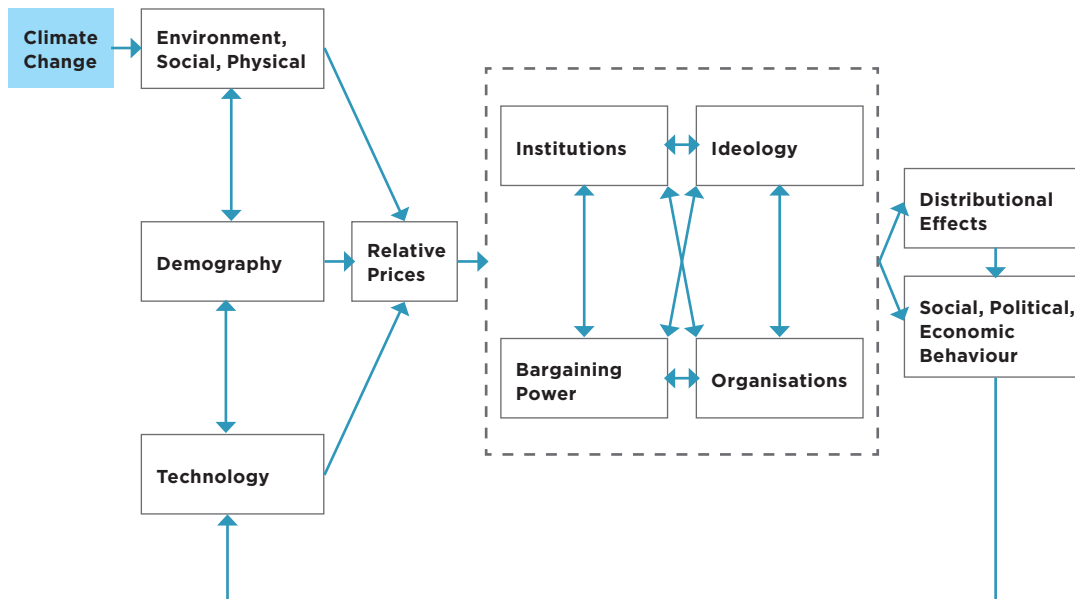 Climate
Change
Environment,
Social, Physical
Institutions
Ideology
Distributional
Effects
Demography
Relative
Prices
Social, Political,
Economic
Behaviour
Bargaining
Power
Organisations
Technology